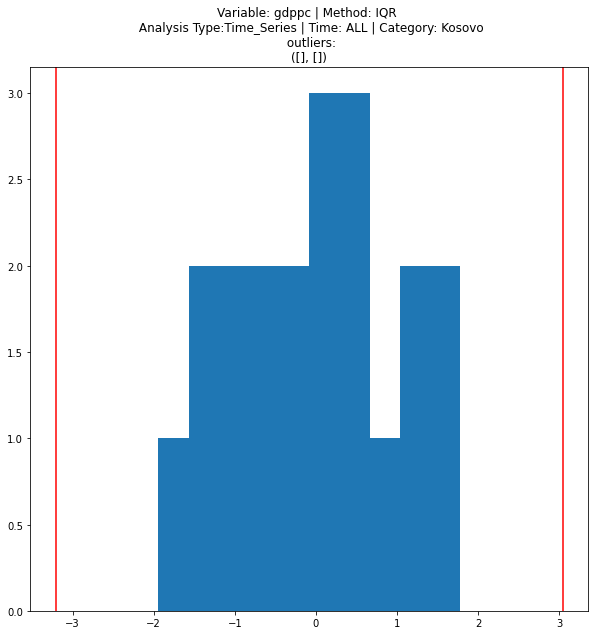 Variable: gdppc | Method: IQR
Analysis Type:Time_Series | Time: ALL | Category: Kosovo
outliers:
([], [])
3.0
2.5
2.0
1.5
1.0
0.5
0.0
−3 −2 −1 0 1 2 3